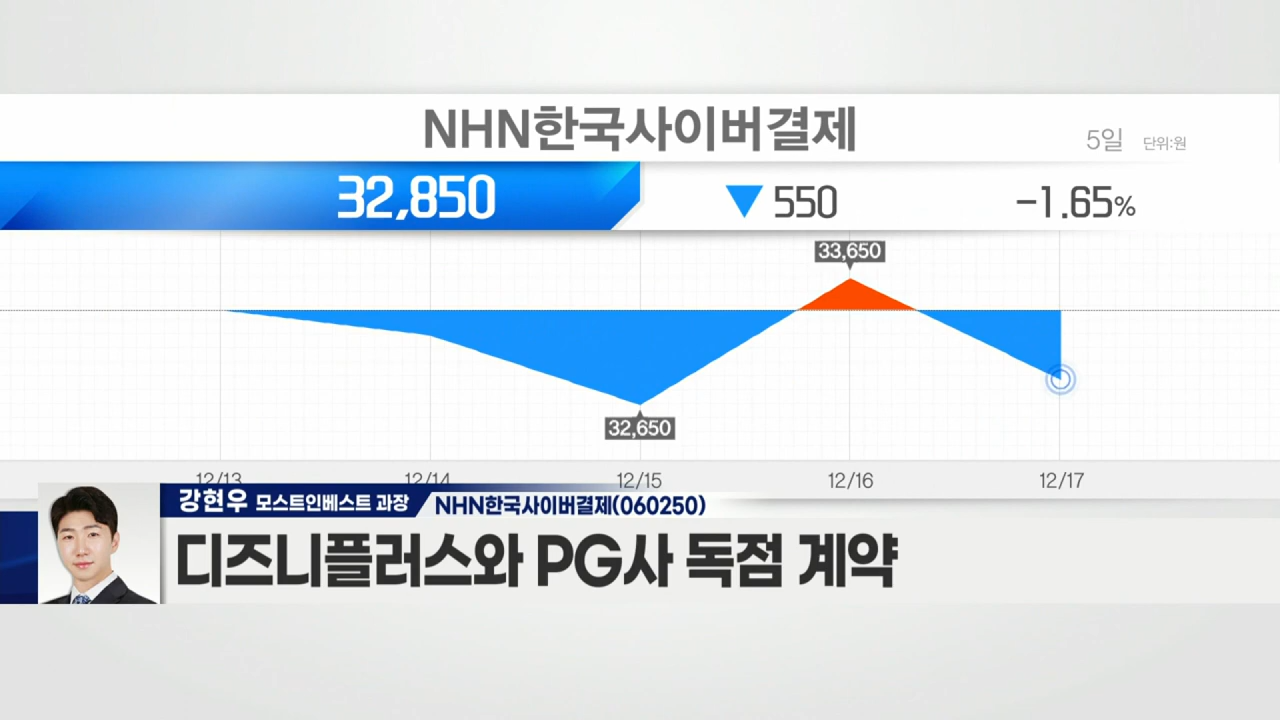 NHN한국사이버결제
5일 단위:원
32,850 ▼ 550 -1.65%
33,650
32,650
12/13 12/14 12/15 12/16 12/17
강현우 모스트인베스트 과장 NHN한국사이버결제(060250)
디즈니플러스와 PG사 독점 계약